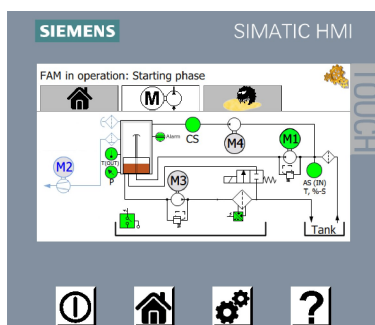 SIEMENS
SIMATIC HMI
TOUCH
FAM in operation: Starting phase
M
Alarm
CS
M4
M1
M2
T(OUT)
P
M3
AS (IN)
T, %-S
Tank
?